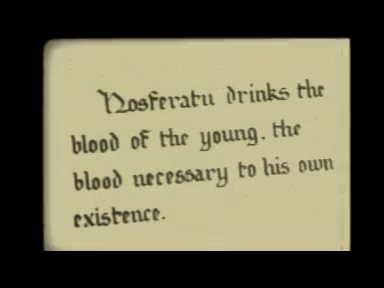 Nosferatu drinks the
blood of the young. the
blood necessary to his own
existence.